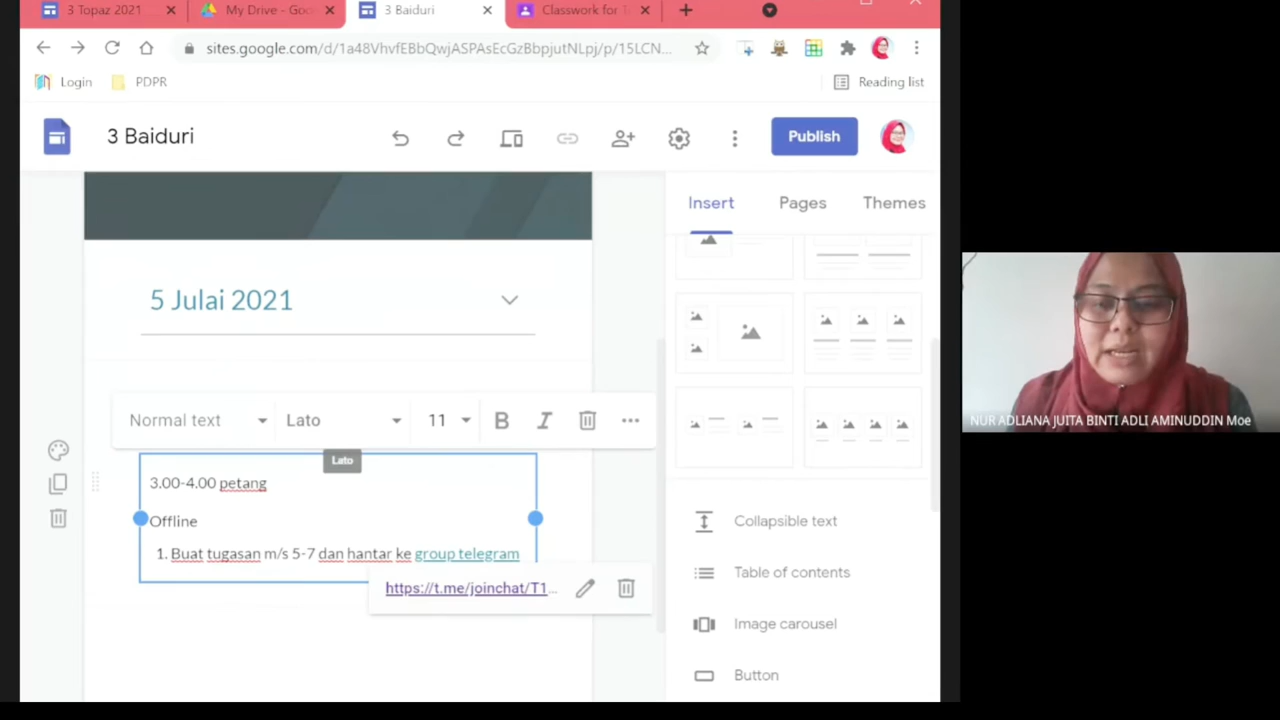 3 Topaz 2021
My Drive - Goo
3 Baiduri
Classwork for T
sites.google.com/d/1a48VhvfEBbQwjASPAsEcGzBbpjutNLpj/p/15LCN...
Login
PDPR
Reading list
3 Baiduri
Publish
Insert
Pages
Themes
5 Julai 2021
Normal text
Lato
11
B
I
Lato
3.00-4.00 petang
Offline
1. Buat tugasan m/s 5-7 dan hantar ke group telegram
https://t.me/joinchat/T1...
Collapsible text
Table of contents
Image carousel
Button
NUR ADLIANA JUITA BINTI ADLI AMINUDDIN Moe